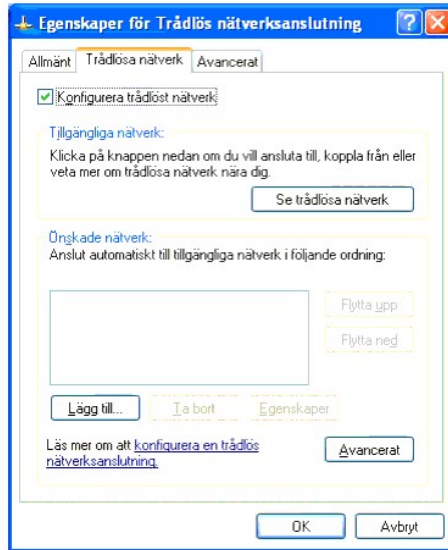 Egenskaper för Trådlös nätverksanslutning
Allmänt Trådlösa nätverk Avancerat
Konfigurera trådlöst nätverk
Tillgängliga nätverk:
Klicka på knappen nedan om du vill ansluta till, koppla från eller
veta mer om trådlösa nätverk nära dig.
Se trådlösa nätverk
Önskade nätverk:
Anslut automatiskt till tillgängliga nätverk i följande ordning:
Flytta upp
Flytta ned
Lägg till... Ta bort Egenskaper
Läs mer om att konfigurera en trådlös
nätverksanslutning.
Avancerat
OK Avbryt